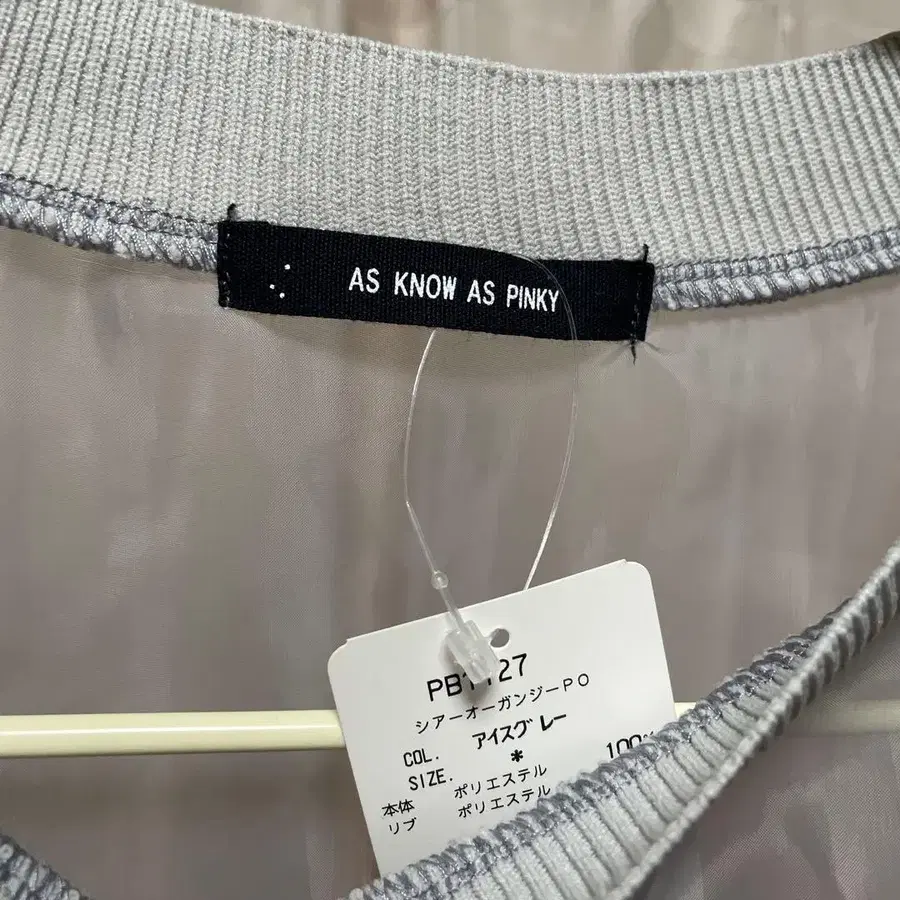 AS KNOW AS PINKY
シアーオーガンジーPO
COL. アイスグレー
SIZE. *
本体 ポリエステル 100%
リブ ポリエステル